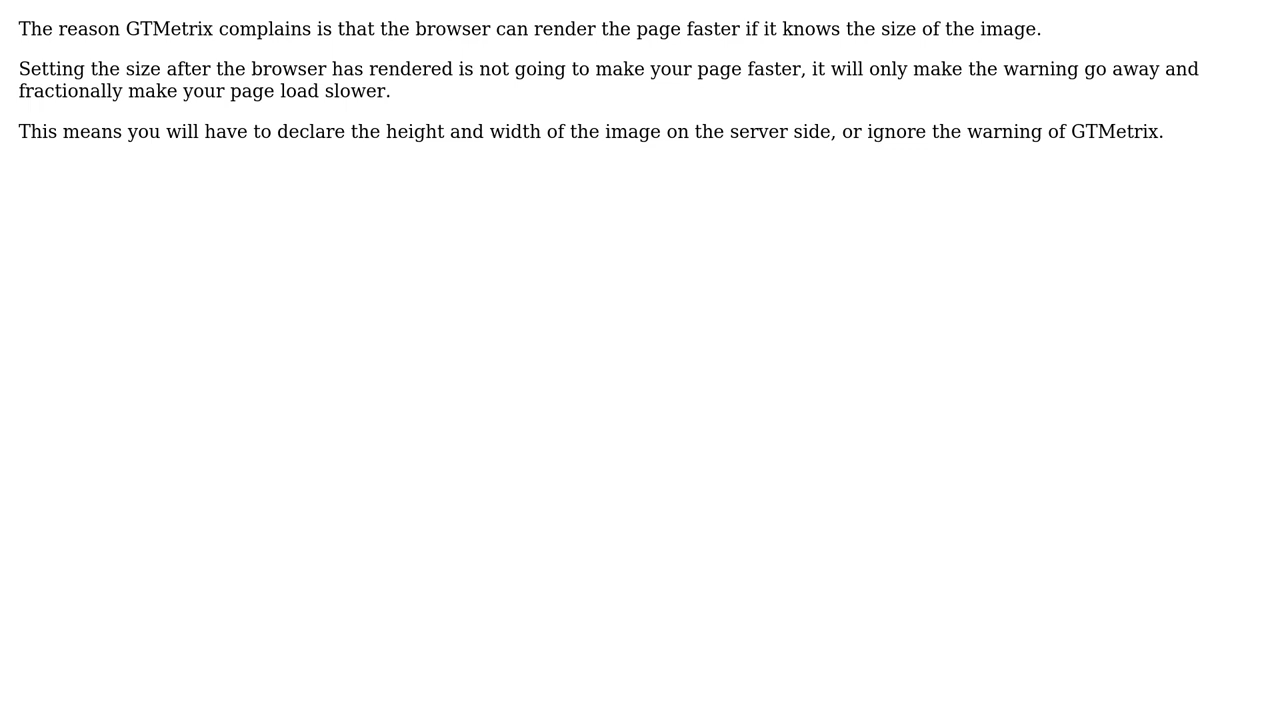 The reason GTMetrix complains is that the browser can render the page faster if it knows the size of the image.
Setting the size after the browser has rendered is not going to make your page faster, it will only make the warning go away and
fractionally make your page load slower.
This means you will have to declare the height and width of the image on the server side, or ignore the warning of GTMetrix.